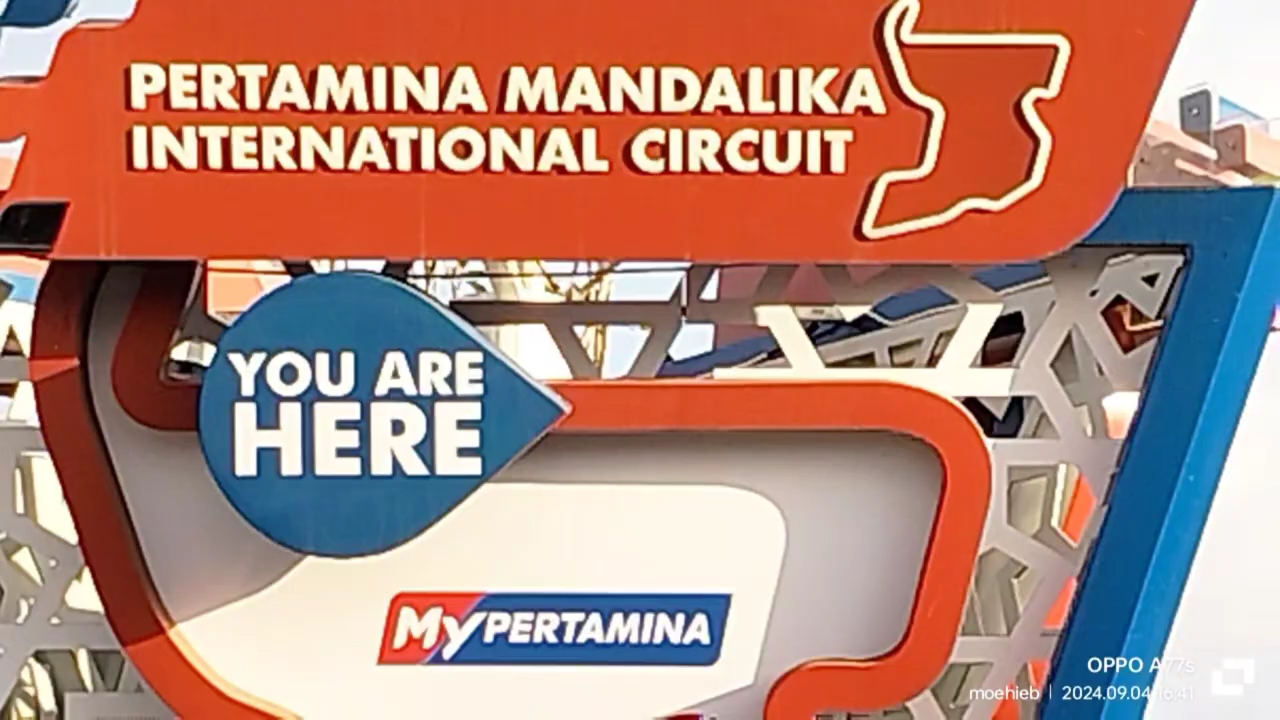 PERTAMINA MANDALIKA
INTERNATIONAL CIRCUIT
YOU ARE
HERE
MyPERTAMINA
OPPO A77s
moehieb | 2024.09.04 16:41